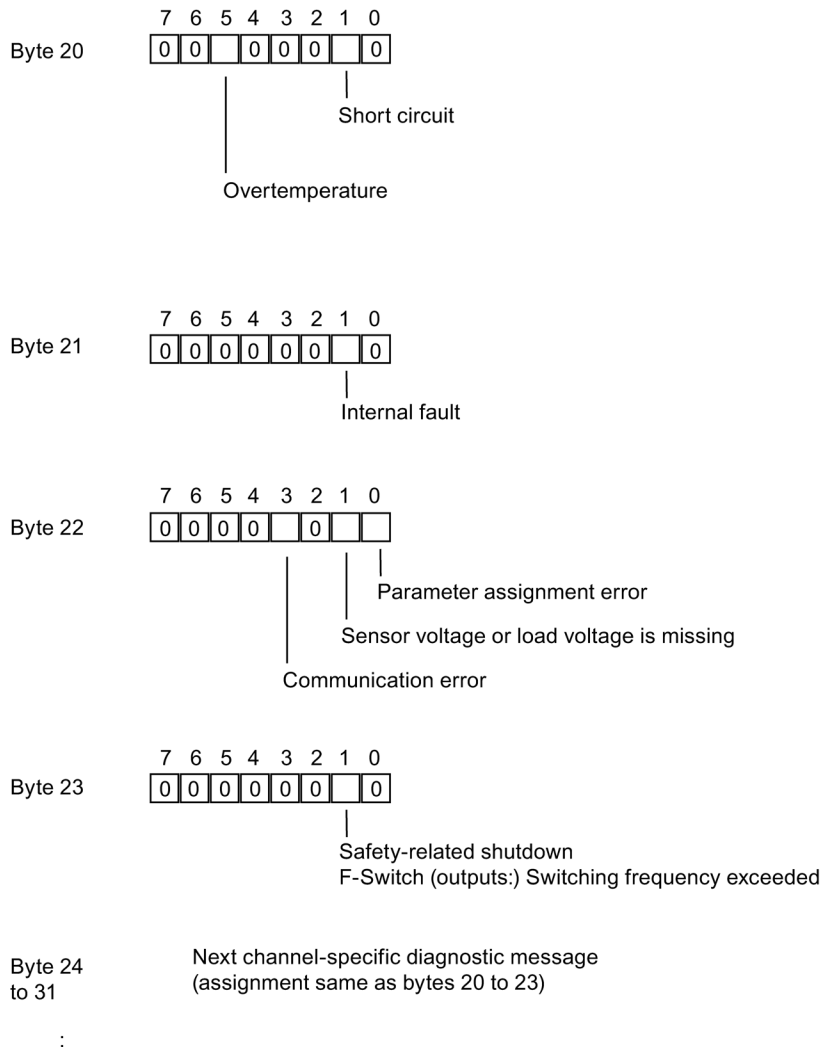 7 6 5 4 3 2 1 0
Byte 20 0 0 0 0 0 0
Short circuit
Overtemperature
7 6 5 4 3 2 1 0
Byte 21 0 0 0 0 0 0 0
Internal fault
7 6 5 4 3 2 1 0
Byte 22 0 0 0 0 0
Parameter assignment error
Sensor voltage or load voltage is missing
Communication error
7 6 5 4 3 2 1 0
Byte 23 0 0 0 0 0 0 0
Safety-related shutdown
F-Switch (outputs:) Switching frequency exceeded
Byte 24
to 31
Next channel-specific diagnostic message
(assignment same as bytes 20 to 23)
: